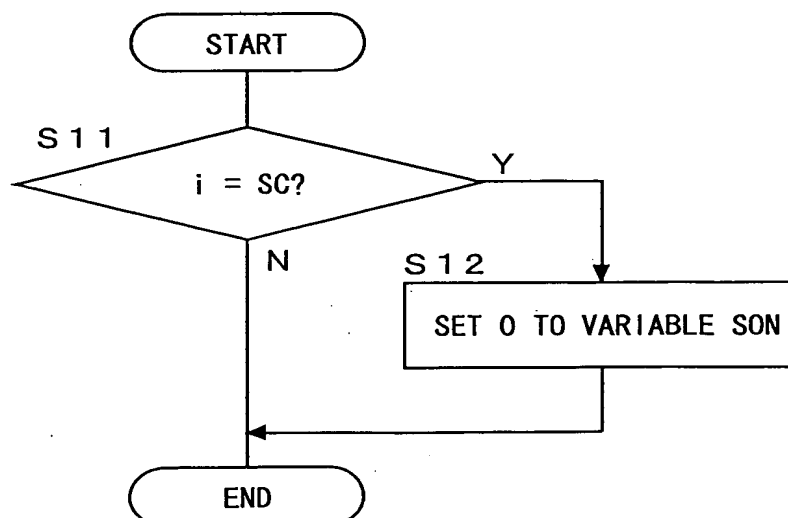 START
S11
i = SC?
Y
N
S12
SET 0 TO VARIABLE SON
END